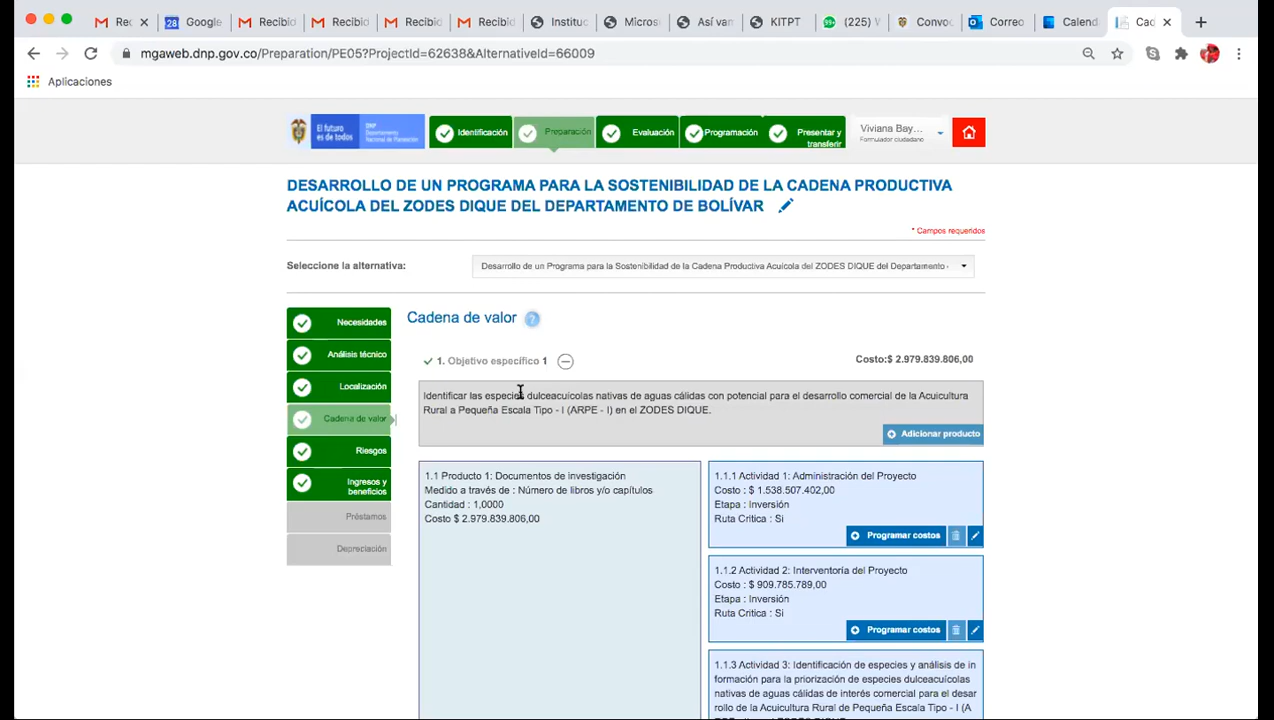 Rec
Google
Recibid
Recibid
Recibid
Recibid
Instituc
Micros
Así van
KITPT
(225) W
Convoc
Correo
Calend
Cad
mgaweb.dnp.gov.co/Preparation/PE05?ProjectId=62638&AlternativeId=66009
Aplicaciones
El futuro es de todos
DNP Departamento Nacional de Planeación
Identificación
Preparación
Evaluación
Programación
Presentar y transferir
Viviana Bay...
Formulador ciudadano
DESARROLLO DE UN PROGRAMA PARA LA SOSTENIBILIDAD DE LA CADENA PRODUCTIVA
ACUÍCOLA DEL ZODES DIQUE DEL DEPARTAMENTO DE BOLÍVAR
* Campos requeridos
Seleccione la alternativa:
Desarrollo de un Programa para la Sostenibilidad de la Cadena Productiva Acuícola del ZODES DIQUE del Departamento
Necesidades
Análisis técnico
Localización
Cadena de valor
Riesgos
Ingresos y beneficios
Préstamos
Depreciación
Cadena de valor ?
1. Objetivo específico 1
Costo:$ 2.979.839.806,00
Identificar las especies dulceacuícolas nativas de aguas cálidas con potencial para el desarrollo comercial de la Acuicultura
Rural a Pequeña Escala Tipo - I (ARPE - I) en el ZODES DIQUE.
Adicionar producto
1.1 Producto 1: Documentos de investigación
Medido a través de : Número de libros y/o capítulos
Cantidad : 1,0000
Costo $ 2.979.839.806,00
1.1.1 Actividad 1: Administración del Proyecto
Costo : $ 1.538.507.402,00
Etapa : Inversión
Ruta Critica : Si
Programar costos
1.1.2 Actividad 2: Interventoría del Proyecto
Costo : $ 909.785.789,00
Etapa : Inversión
Ruta Critica : Si
Programar costos
1.1.3 Actividad 3: Identificación de especies y análisis de in
formación para la priorización de especies dulceacuícolas
nativas de aguas cálidas de interés comercial para el desar
rollo de la Acuicultura Rural de Pequeña Escala Tipo - I (A